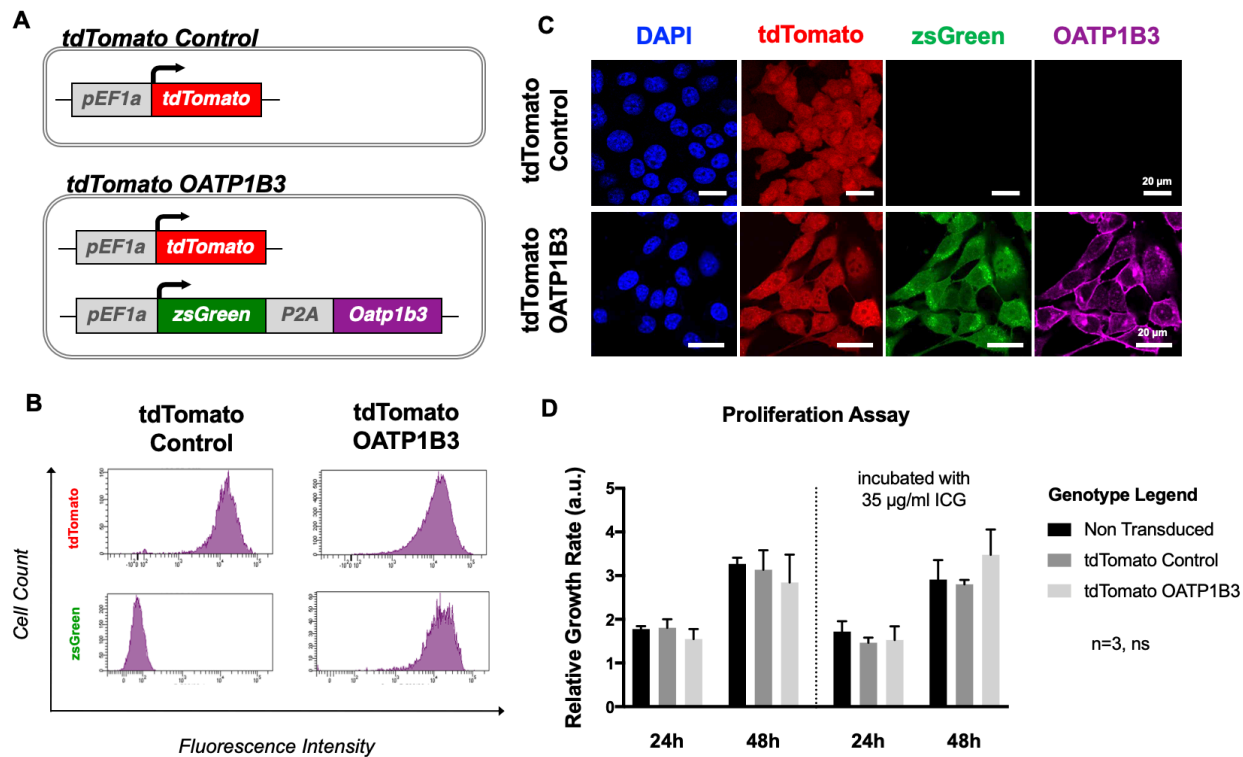 A
tdTomato Control
pEF1a tdTomato
tdTomato OATP1B3
pEF1a tdTomato
pEF1a zsGreen P2A Oatp1b3
B
tdTomato
Control
tdTomato
OATP1B3
Cell Count
tdTomato
zsGreen
Fluorescence Intensity
C
DAPI tdTomato zsGreen OATP1B3
tdTomato
Control
20 µm
tdTomato
OATP1B3
20 µm
D
Proliferation Assay
Relative Growth Rate (a.u.)
5
4
3
2
1
0
incubated with
35 µg/ml ICG
24h 48h 24h 48h
Genotype Legend
Non Transduced
tdTomato Control
tdTomato OATP1B3
n=3, ns